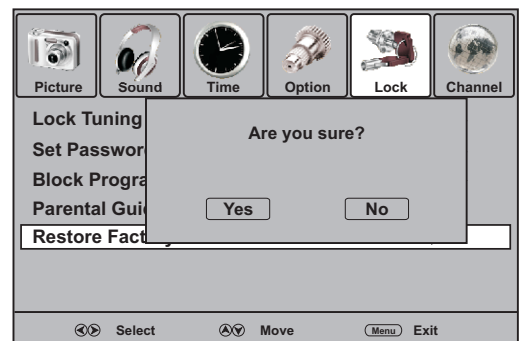 Picture Sound Time Option Lock Channel
Lock Tuning
Are you sure?
Set Passwor
Block Progra
Parental Gui
Yes No
Restore Fact
Select Move Menu Exit